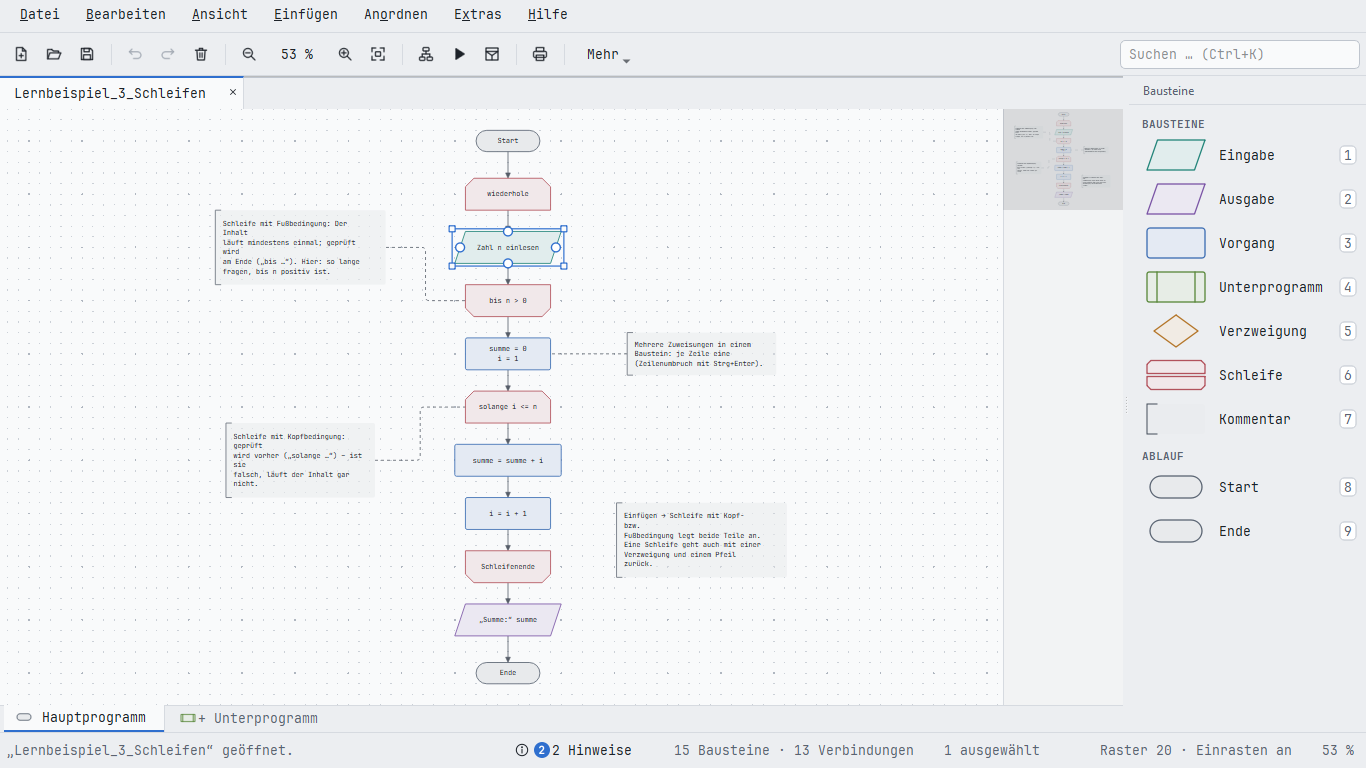 Datei Bearbeiten Ansicht Einfügen Anordnen Extras Hilfe
53 % Mehr Suchen … (Ctrl+K)
Lernbeispiel_3_Schleifen × Bausteine
Start
wiederhole
Schleife mit Fußbedingung: Der
Inhalt
läuft mindestens einmal; geprüft
wird
am Ende („bis …“). Hier: so lange
fragen, bis n positiv ist.
Zahl n einlesen
bis n > 0
summe = 0
i = 1
Mehrere Zuweisungen in einem
Baustein: je Zeile eine
(Zeilenumbruch mit Strg+Enter).
solange i <= n
Schleife mit Kopfbedingung:
geprüft
wird vorher („solange …“) – ist
sie
falsch, läuft der Inhalt gar
nicht.
summe = summe + i
i = i + 1
Einfügen → Schleife mit Kopf-
bzw.
Fußbedingung legt beide Teile an.
Eine Schleife geht auch mit einer
Verzweigung und einem Pfeil
zurück.
Schleifenende
„Summe:“ summe
Ende
BAUSTEINE
Eingabe 1
Ausgabe 2
Vorgang 3
Unterprogramm 4
Verzweigung 5
Schleife 6
Kommentar 7
ABLAUF
Start 8
Ende 9
Hauptprogramm + Unterprogramm
„Lernbeispiel_3_Schleifen“ geöffnet. 2 2 Hinweise 15 Bausteine · 13 Verbindungen 1 ausgewählt Raster 20 · Einrasten an 53 %